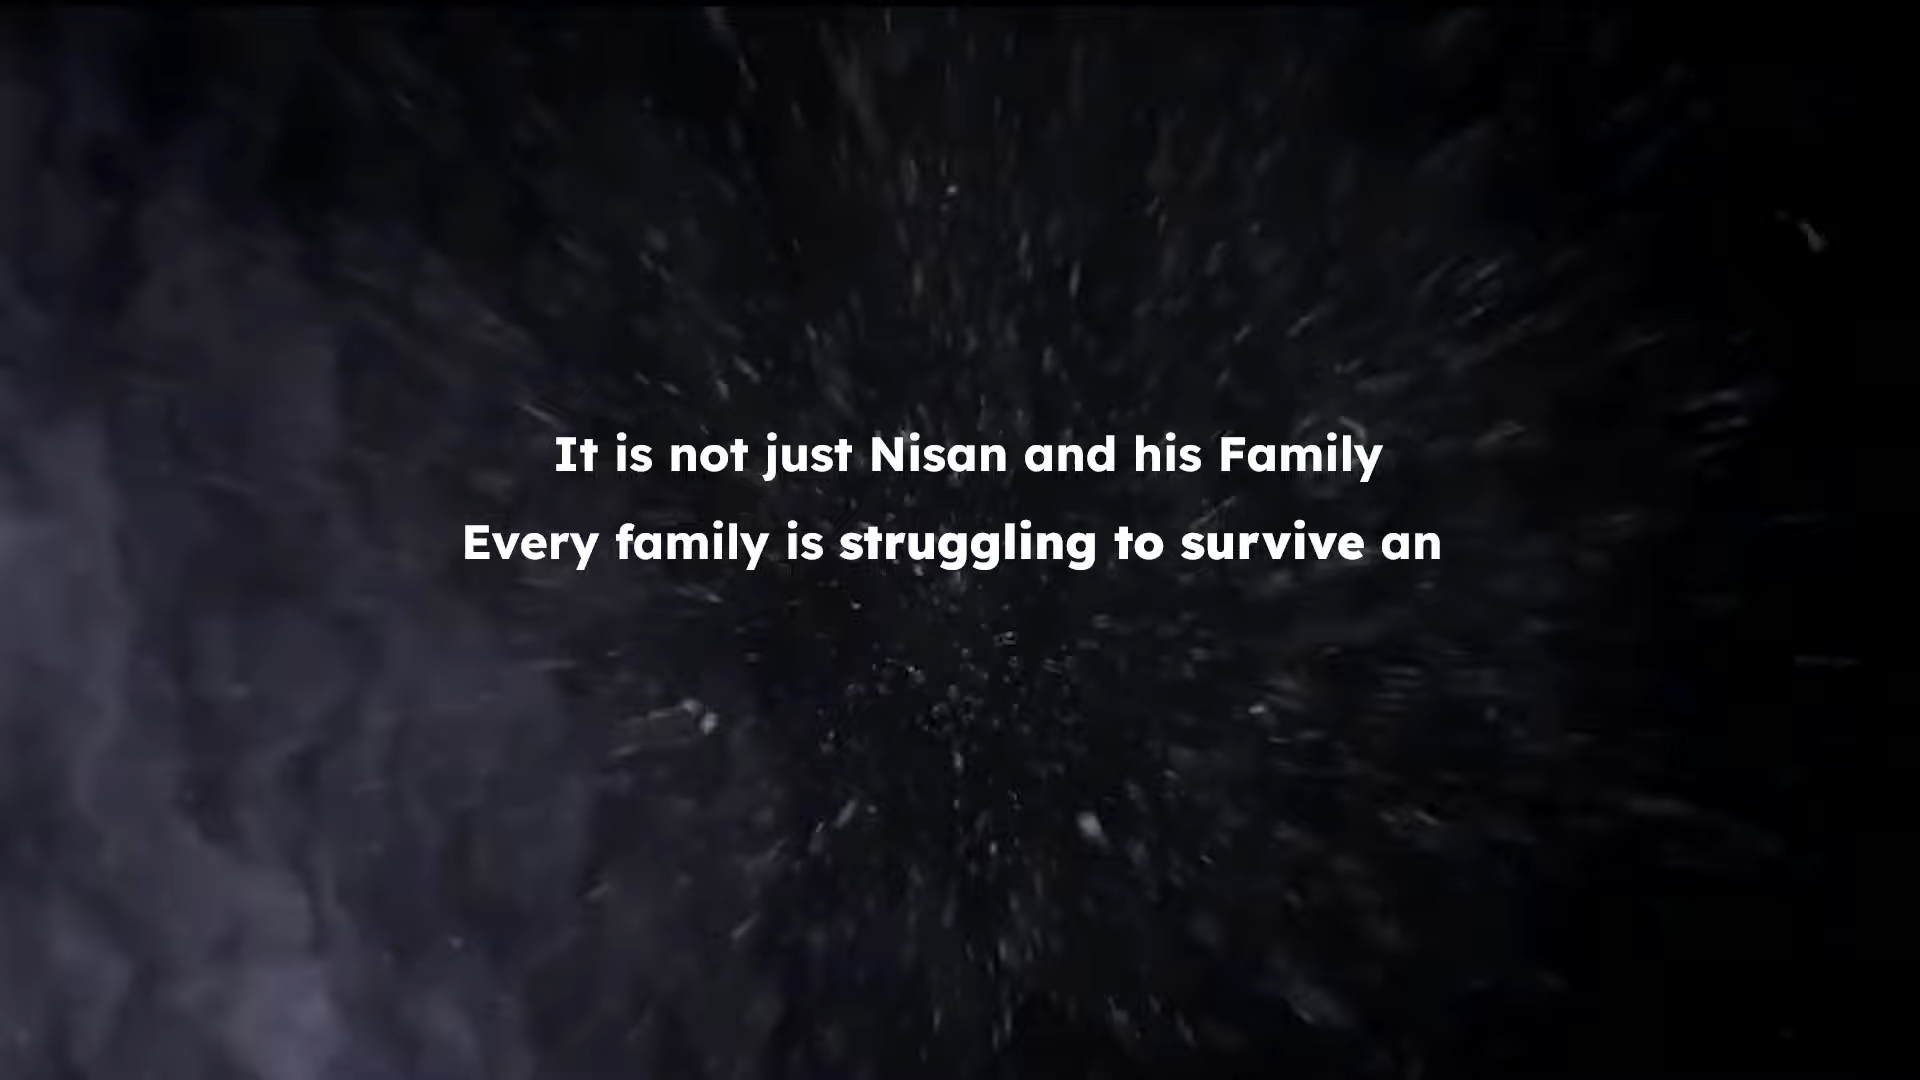 It is not just Nisan and his Family
Every family is struggling to survive an